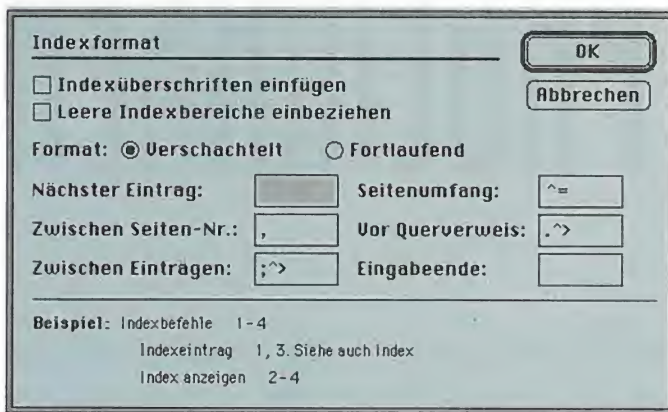 Indexformat
OK
Indexüberschriften einfügen
Abbrechen
Leere Indexbereiche einbeziehen
Format: Verschachtelt Fortlaufend
Nächster Eintrag: Seitenumfang: ^=
Zwischen Seiten-Nr.: , Vor Querverweis: .^>
Zwischen Einträgen: ;^> Eingabeende:
Beispiel: Indexbefehle 1-4
Indexeintrag 1, 3. Siehe auch Index
Index anzeigen 2-4